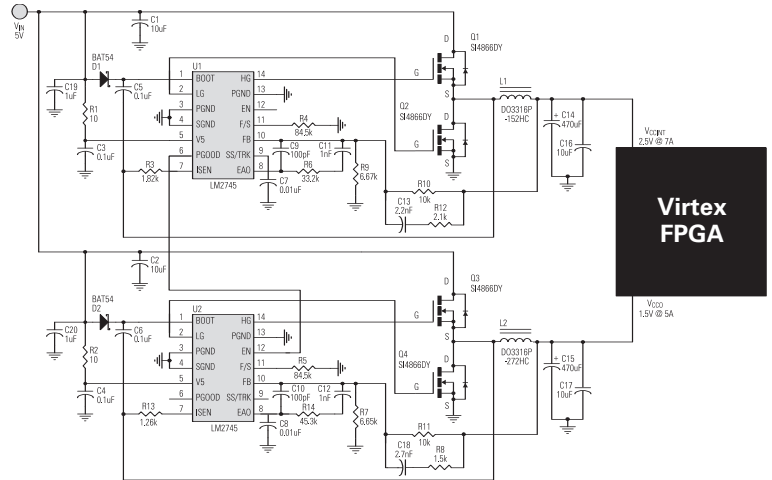 VIN
5V
C1
10uF
BAT54
D1
C19
1uF
C5
0.1uF
R1
10
C3
0.1uF
R3
1.82k
U1
1 BOOT HG 14
2 LG PGND 13
3 PGND EN 12
4 SGND F/S 11
5 V5 FB 10
6 PGOOD SS/TRK 9
7 ISEN EAO 8
LM2745
R4
84.5k
C9
100pF
C11
1nF
R6
33.2k
C7
0.01uF
R9
6.67k
Q1
SI4866DY
D
G
S
Q2
SI4866DY
D
G
S
L1
DO3316P
-152HC
R10
10k
C13
2.2nF
R12
2.1k
C14
470uF
C16
10uF
VCCINT
2.5V @ 7A
Virtex
FPGA
VCCO
1.5V @ 5A
C2
10uF
BAT54
D2
C20
1uF
C6
0.1uF
R2
10
C4
0.1uF
R13
1.26k
U2
1 BOOT HG 14
2 LG PGND 13
3 PGND EN 12
4 SGND F/S 11
5 V5 FB 10
6 PGOOD SS/TRK 9
7 ISEN EAO 8
LM2745
R5
84.5k
C10
100pF
C12
1nF
R14
45.3k
C8
0.01uF
R7
6.65k
Q3
SI4866DY
D
G
S
Q4
SI4866DY
D
G
S
L2
DO3316P
-272HC
R11
10k
C18
2.7nF
R8
1.5k
C15
470uF
C17
10uF